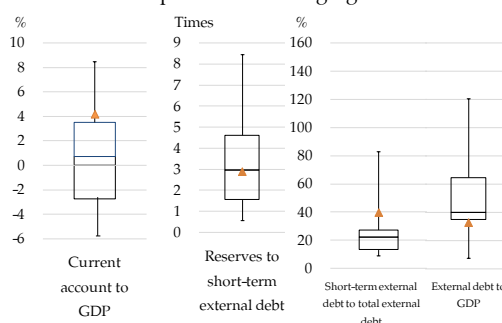 %
10
8
6
4
2
0
-2
-4
-6
Current
account to
GDP
Times
9
8
7
6
5
4
3
2
1
0
Reserves to
short-term
external debt
%
160
140
120
100
80
60
40
20
0
Short-term external
debt to total external
debt
External debt to
GDP